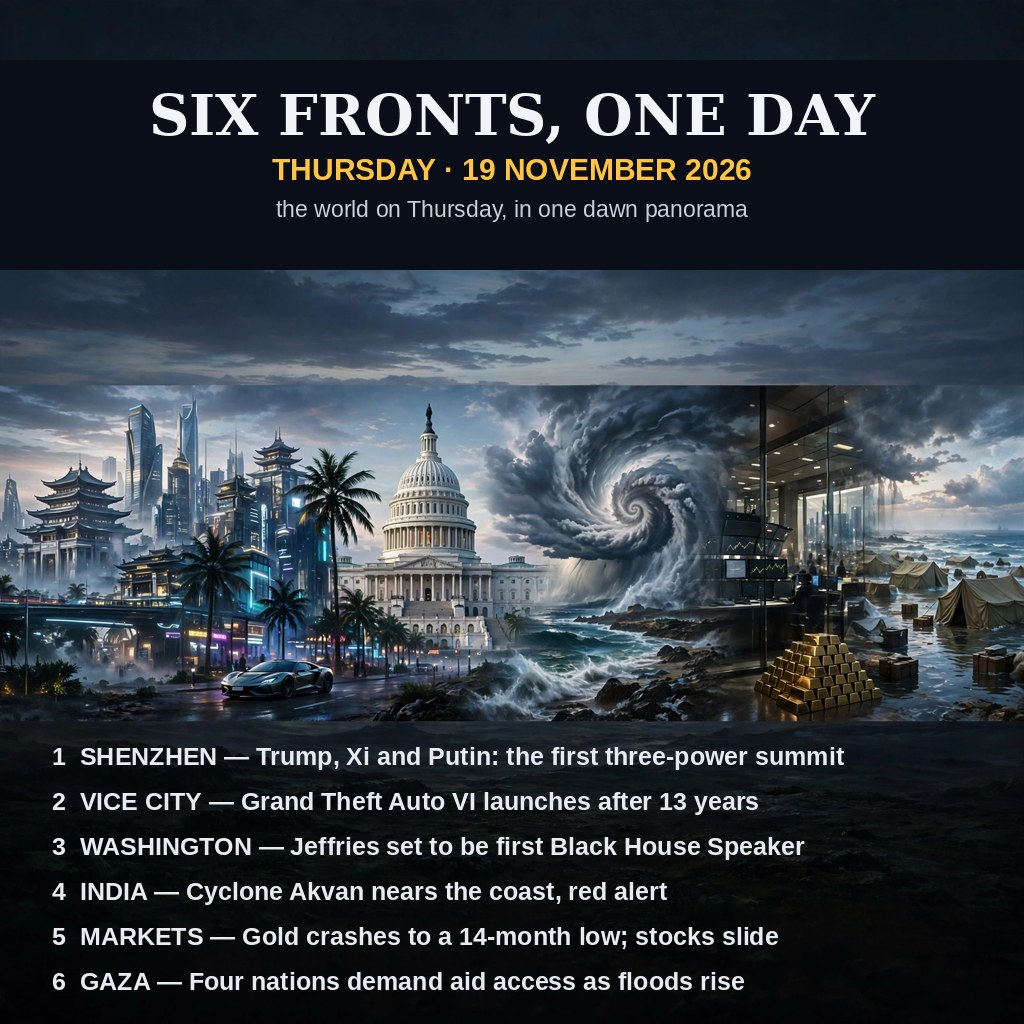 SIX FRONTS, ONE DAY
THURSDAY · 19 NOVEMBER 2026
the world on Thursday, in one dawn panorama
1 SHENZHEN — Trump, Xi and Putin: the first three-power summit
2 VICE CITY — Grand Theft Auto VI launches after 13 years
3 WASHINGTON — Jeffries set to be first Black House Speaker
4 INDIA — Cyclone Akvan nears the coast, red alert
5 MARKETS — Gold crashes to a 14-month low; stocks slide
6 GAZA — Four nations demand aid access as floods rise